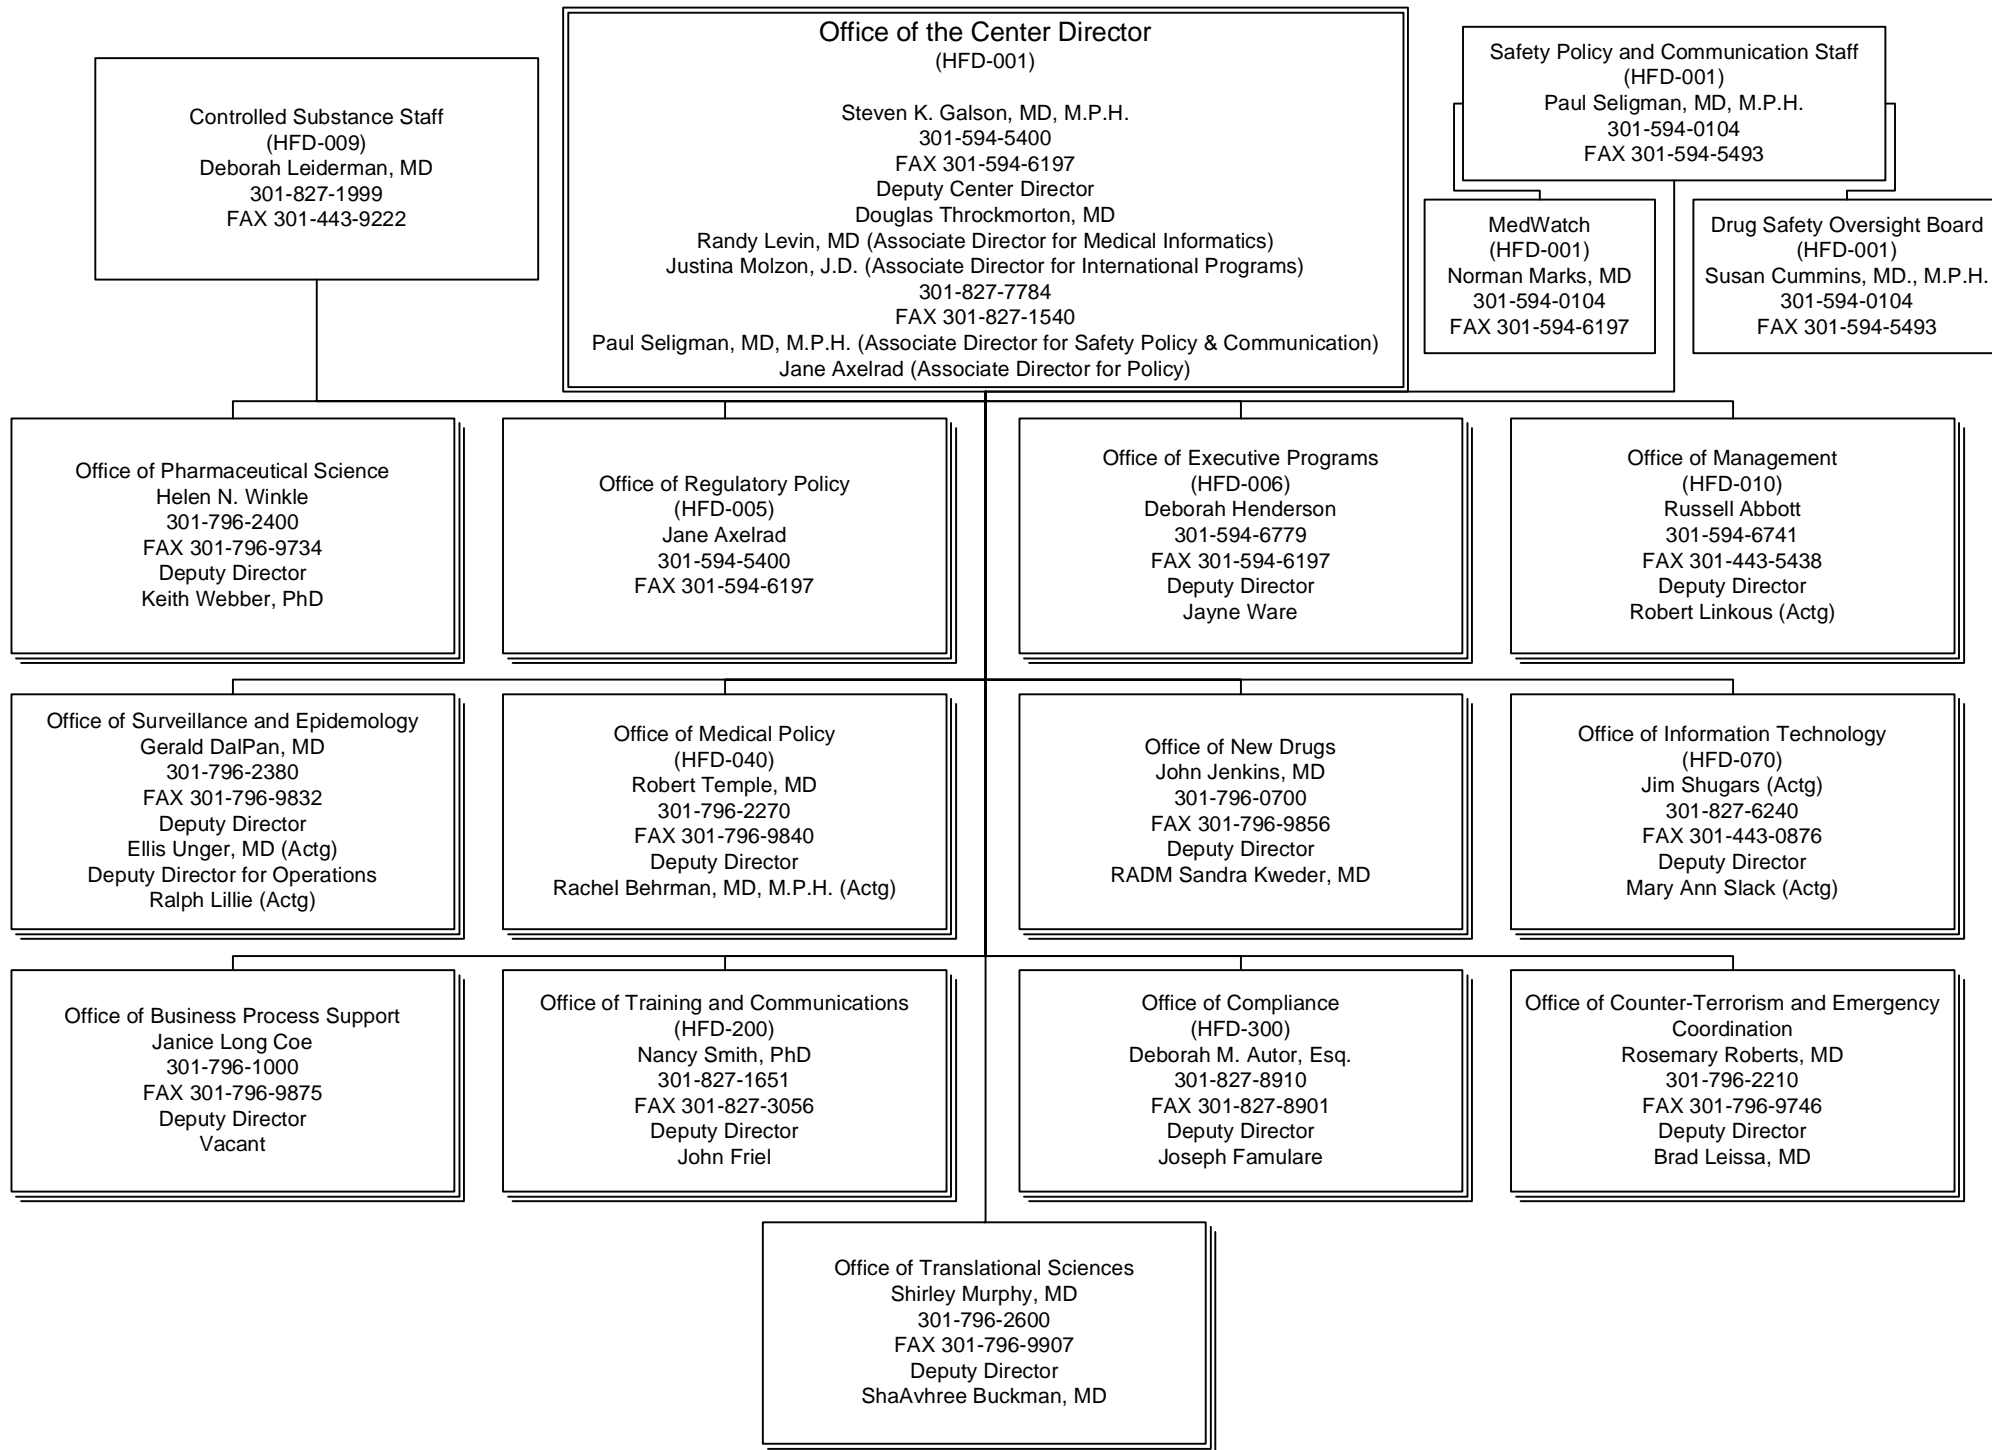 Office of the Center Director
(HFD-001)
Steven K. Galson, MD, M.P.H.
301-594-5400
FAX 301-594-6197
Deputy Center Director
Douglas Throckmorton, MD
Randy Levin, MD (Associate Director for Medical Informatics)
Justina Molzon, J.D. (Associate Director for International Programs)
301-827-7784
FAX 301-827-1540
Paul Seligman, MD, M.P.H. (Associate Director for Safety Policy & Communication)
Jane Axelrad (Associate Director for Policy)
Controlled Substance Staff
(HFD-009)
Deborah Leiderman, MD
301-827-1999
FAX 301-443-9222
Safety Policy and Communication Staff
(HFD-001)
Paul Seligman, MD, M.P.H.
301-594-0104
FAX 301-594-5493
MedWatch
(HFD-001)
Norman Marks, MD
301-594-0104
FAX 301-594-6197
Drug Safety Oversight Board
(HFD-001)
Susan Cummins, MD., M.P.H.
301-594-0104
FAX 301-594-5493
Office of Pharmaceutical Science
Helen N. Winkle
301-796-2400
FAX 301-796-9734
Deputy Director
Keith Webber, PhD
Office of Regulatory Policy
(HFD-005)
Jane Axelrad
301-594-5400
FAX 301-594-6197
Office of Executive Programs
(HFD-006)
Deborah Henderson
301-594-6779
FAX 301-594-6197
Deputy Director
Jayne Ware
Office of Management
(HFD-010)
Russell Abbott
301-594-6741
FAX 301-443-5438
Deputy Director
Robert Linkous (Actg)
Office of Surveillance and Epidemology
Gerald DalPan, MD
301-796-2380
FAX 301-796-9832
Deputy Director
Ellis Unger, MD (Actg)
Deputy Director for Operations
Ralph Lillie (Actg)
Office of Medical Policy
(HFD-040)
Robert Temple, MD
301-796-2270
FAX 301-796-9840
Deputy Director
Rachel Behrman, MD, M.P.H. (Actg)
Office of New Drugs
John Jenkins, MD
301-796-0700
FAX 301-796-9856
Deputy Director
RADM Sandra Kweder, MD
Office of Information Technology
(HFD-070)
Jim Shugars (Actg)
301-827-6240
FAX 301-443-0876
Deputy Director
Mary Ann Slack (Actg)
Office of Business Process Support
Janice Long Coe
301-796-1000
FAX 301-796-9875
Deputy Director
Vacant
Office of Training and Communications
(HFD-200)
Nancy Smith, PhD
301-827-1651
FAX 301-827-3056
Deputy Director
John Friel
Office of Compliance
(HFD-300)
Deborah M. Autor, Esq.
301-827-8910
FAX 301-827-8901
Deputy Director
Joseph Famulare
Office of Counter-Terrorism and Emergency
Coordination
Rosemary Roberts, MD
301-796-2210
FAX 301-796-9746
Deputy Director
Brad Leissa, MD
Office of Translational Sciences
Shirley Murphy, MD
301-796-2600
FAX 301-796-9907
Deputy Director
ShaAvhree Buckman, MD